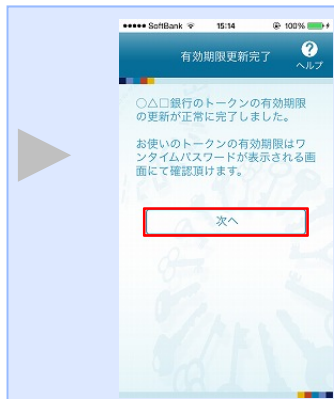 ●●●●● SoftBank 15:14 @ 100%
有効期限更新完了
?
ヘルプ
○△□銀行のトークンの有効期限
の更新が正常に完了しました。
お使いのトークンの有効期限はワ
ンタイムパスワードが表示される画
面にて確認頂けます。
次へ